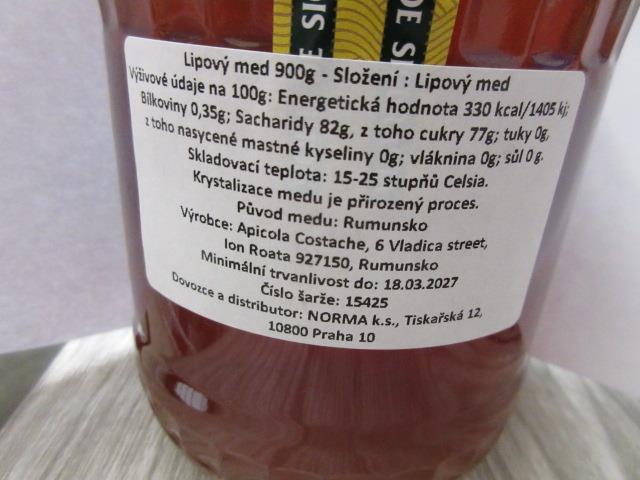 DE SIG
E SI
Lipový med 900g - Složení : Lipový med
Výživové údaje na 100g: Energetická hodnota 330 kcal/1405 kj;
Bílkoviny 0,35g; Sacharidy 82g, z toho cukry 77g; tuky 0g,
z toho nasycené mastné kyseliny 0g; vláknina 0g; sůl 0 g.
Skladovací teplota: 15-25 stupňů Celsia.
Krystalizace medu je přirozený proces.
Původ medu: Rumunsko
Výrobce: Apicola Costache, 6 Vladica street,
Ion Roata 927150, Rumunsko
Minimální trvanlivost do: 18.03.2027
Číslo šarže: 15425
Dovozce a distributor: NORMA k.s., Tiskařská 12,
10800 Praha 10